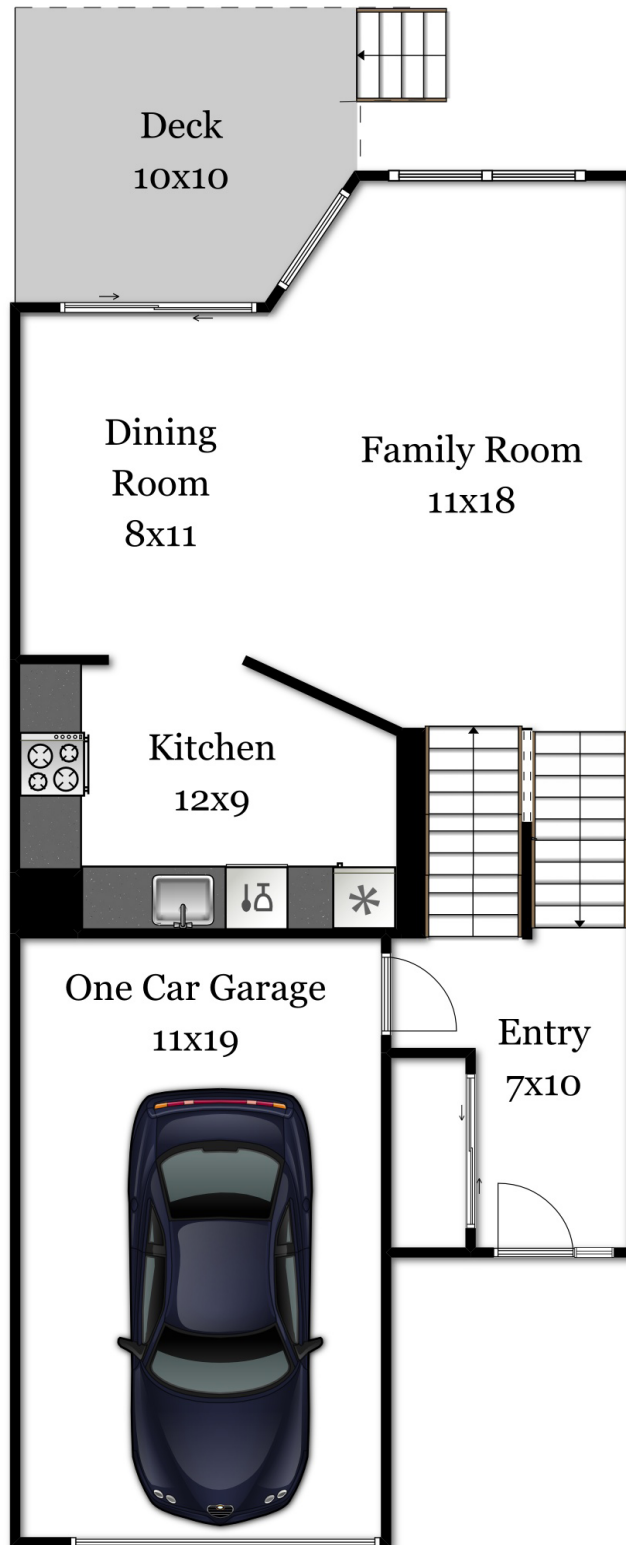 Deck
10x10
Dining
Room
8x11
Family Room
11x18
Kitchen
12x9
One Car Garage
11x19
Entry
7x10